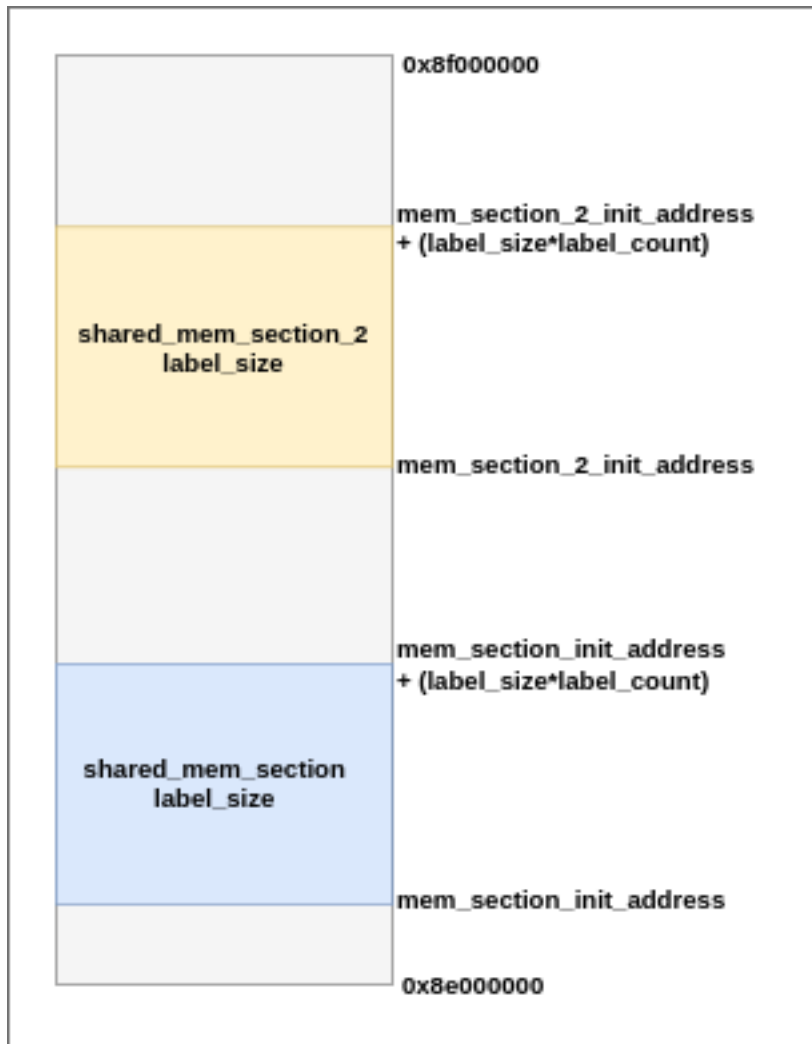 0x8f000000
mem_section_2_init_address
+ (label_size*label_count)
shared_mem_section_2
label_size
mem_section_2_init_address
mem_section_init_address
+ (label_size*label_count)
shared_mem_section
label_size
mem_section_init_address
0x8e000000